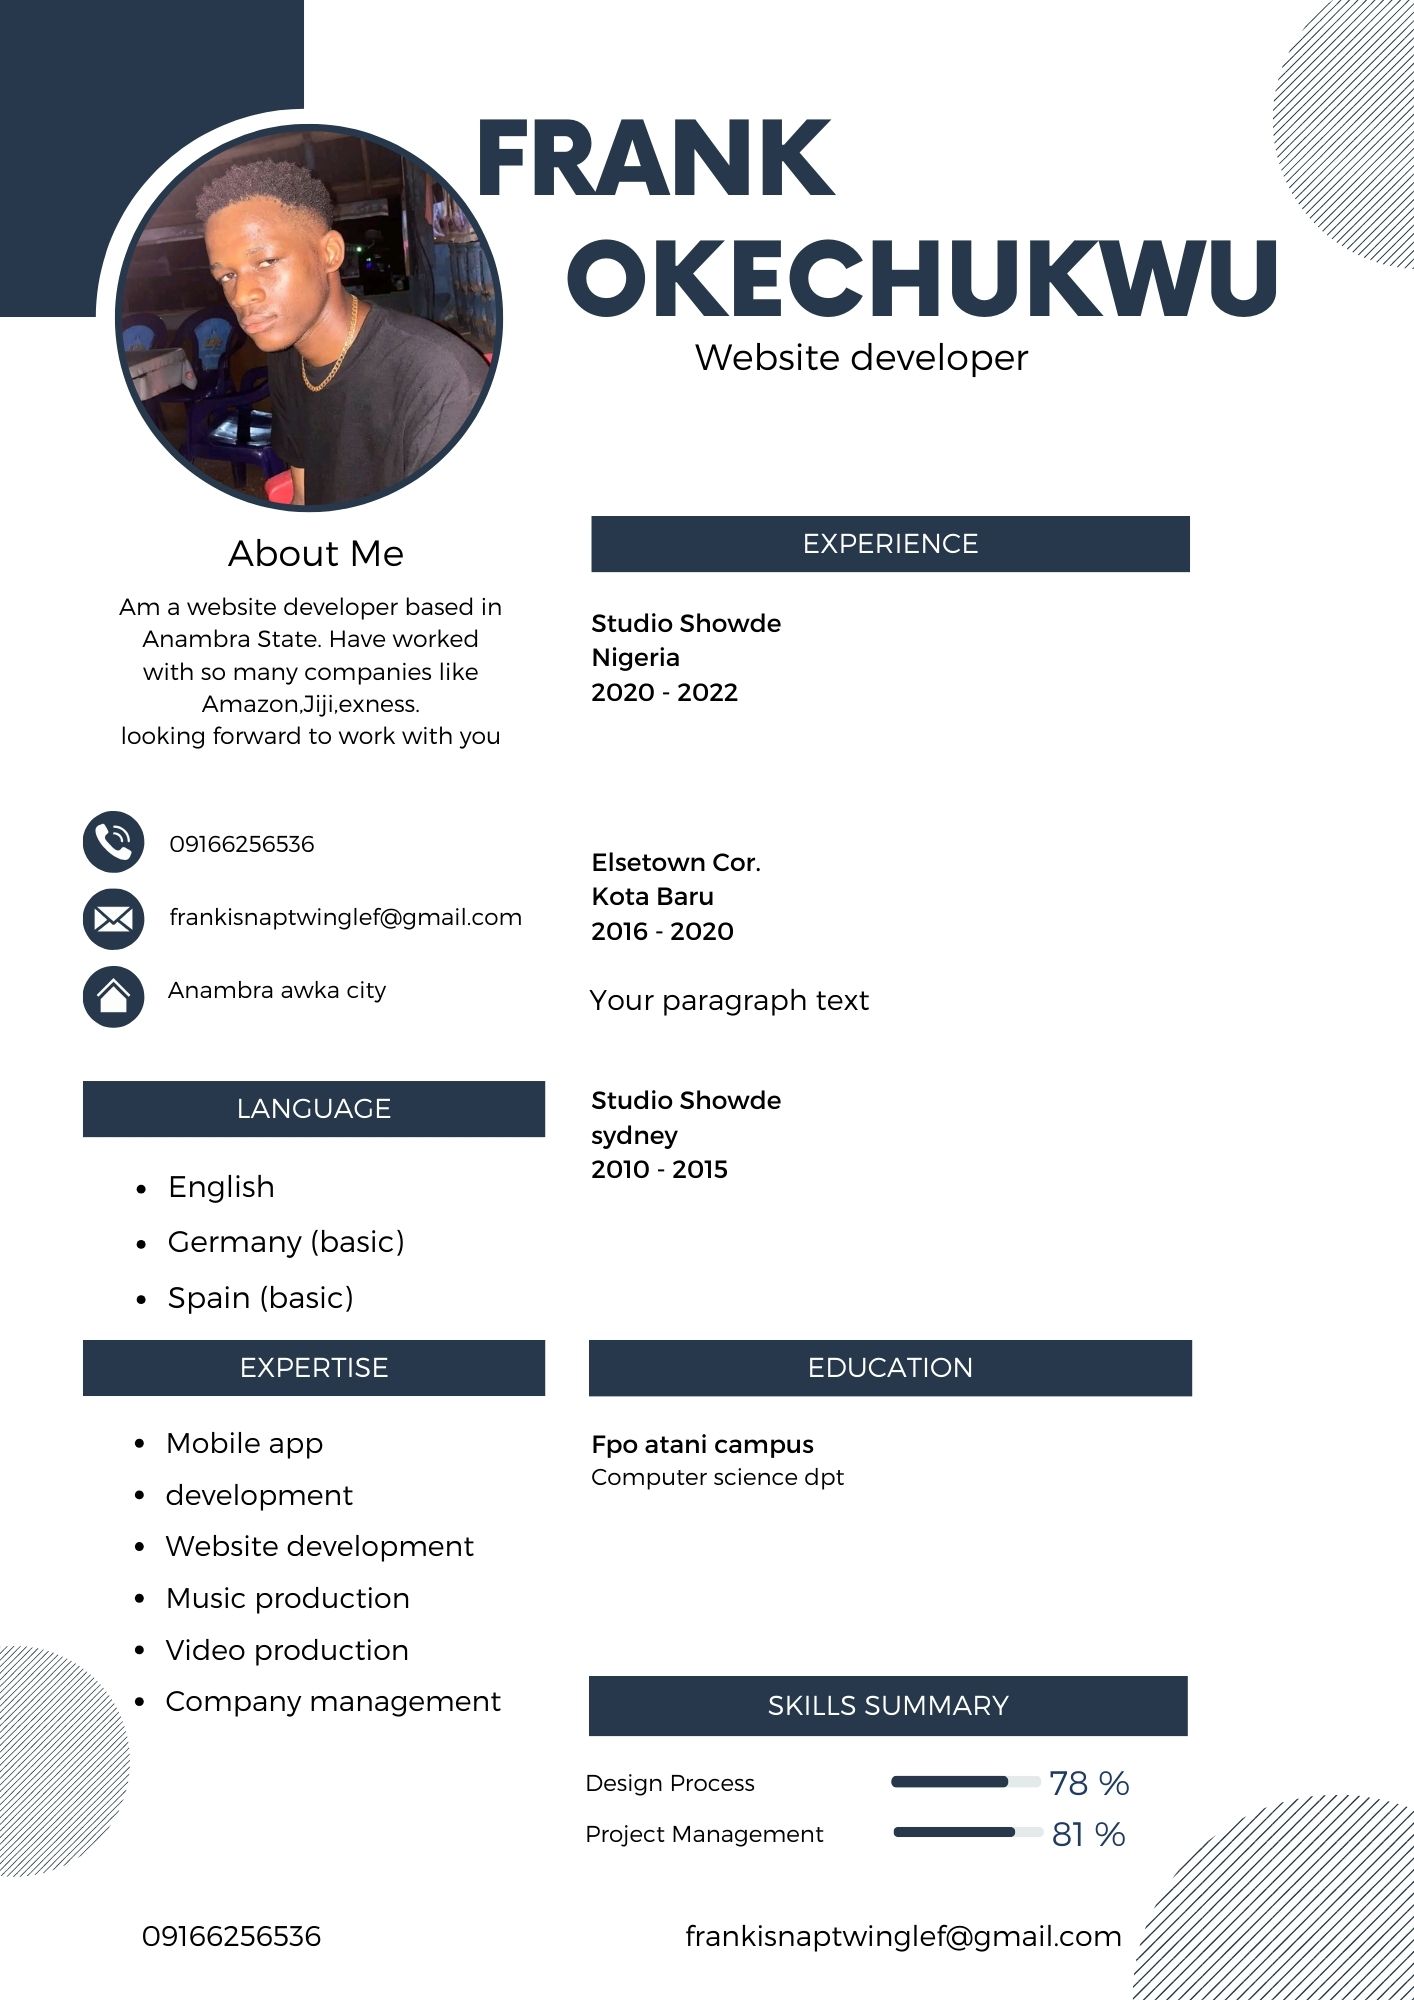 FRANK
OKECHUKWU
Website developer
About Me
Am a website developer based in
Anambra State. Have worked
with so many companies like
Amazon,Jiji,exness.
looking forward to work with you
09166256536
frankisnaptwinglef@gmail.com
Anambra awka city
LANGUAGE
• English
• Germany (basic)
• Spain (basic)
EXPERTISE
• Mobile app
• development
• Website development
• Music production
• Video production
• Company management
EXPERIENCE
Studio Showde
Nigeria
2020 - 2022
Elsetown Cor.
Kota Baru
2016 - 2020
Your paragraph text
Studio Showde
sydney
2010 - 2015
EDUCATION
Fpo atani campus
Computer science dpt
SKILLS SUMMARY
Design Process 78 %
Project Management 81 %
09166256536 frankisnaptwinglef@gmail.com